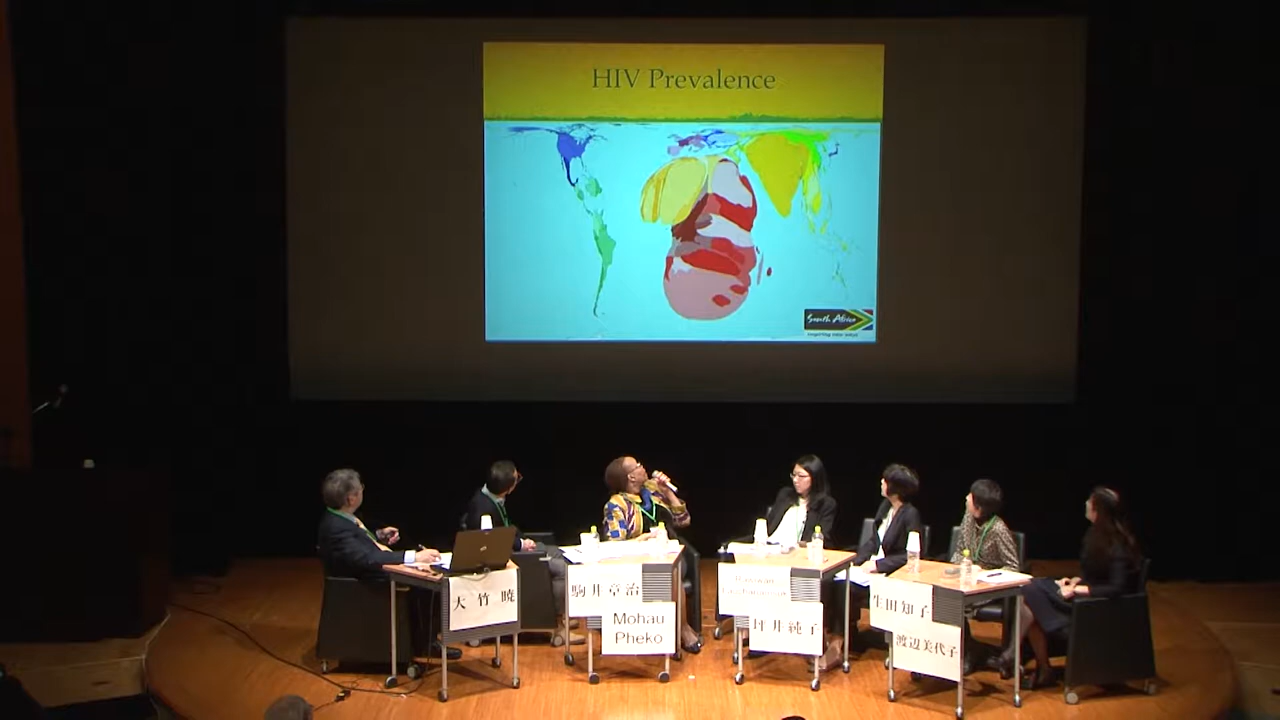 HIV Prevalence
South Africa
大竹 暁
駒井章治
Mohau
Pheko
坪井純子
生田知子
渡辺美代子